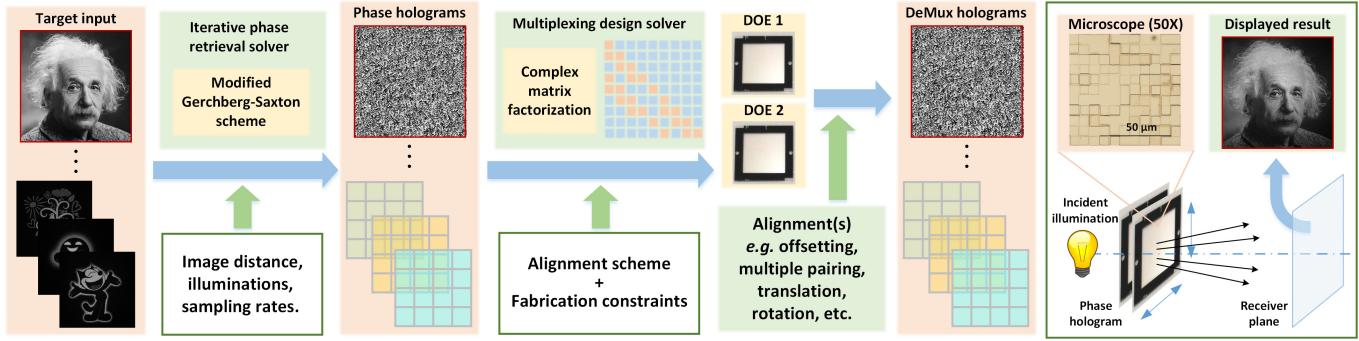 Target input
Iterative phase
retrieval solver
Modified
Gerchberg-Saxton
scheme
Image distance,
illuminations,
sampling rates.
Phase holograms
Multiplexing design solver
Complex
matrix
factorization
Alignment scheme
+
Fabrication constraints
DOE 1
DOE 2
Alignment(s)
e.g. offsetting,
multiple pairing,
translation,
rotation, etc.
DeMux holograms
Microscope (50X)
50 µm
Displayed result
Incident
illumination
Phase
hologram
Receiver
plane